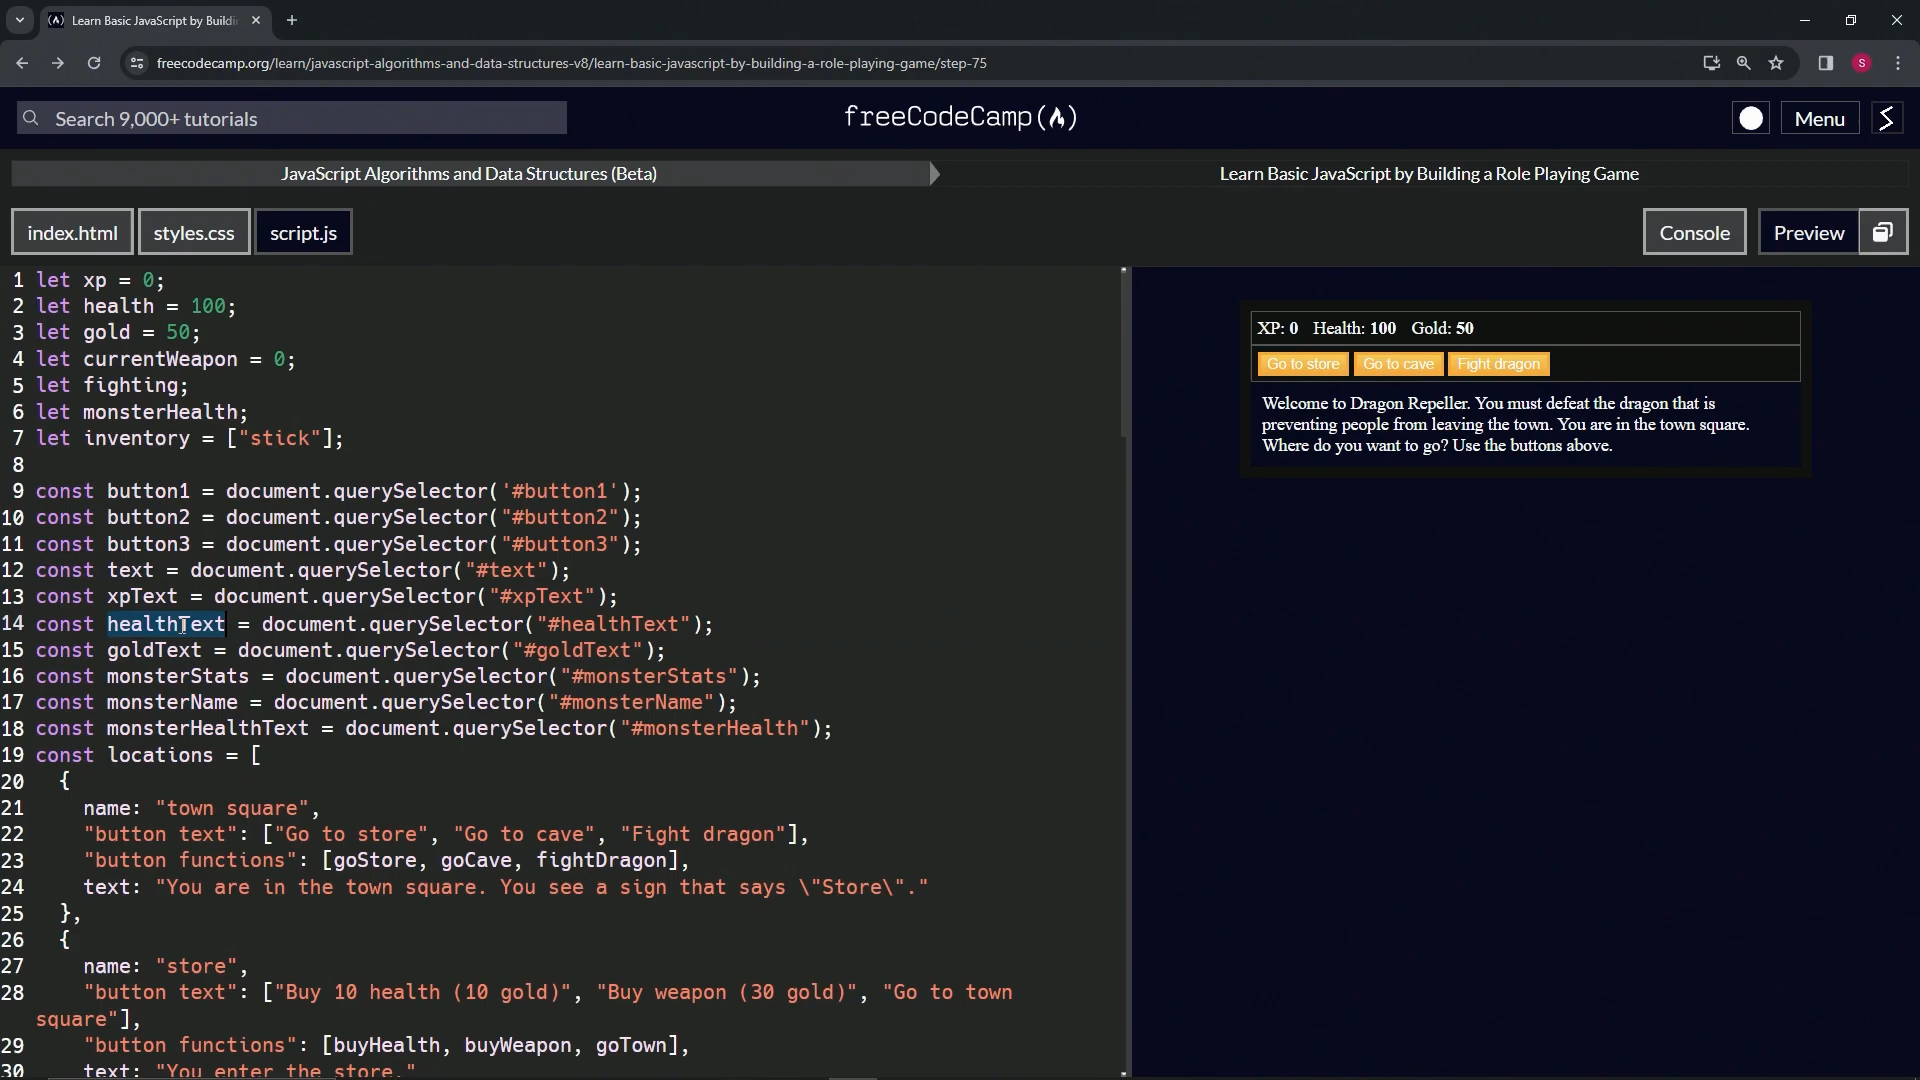 Learn Basic JavaScript by Buildi
freecodecamp.org/learn/javascript-algorithms-and-data-structures-v8/learn-basic-javascript-by-building-a-role-playing-game/step-75
S
Search 9,000+ tutorials
freeCodeCamp
Menu
JavaScript Algorithms and Data Structures (Beta)
Learn Basic JavaScript by Building a Role Playing Game
index.html
styles.css
script.js
Console
Preview
1 let xp = 0;
2 let health = 100;
3 let gold = 50;
4 let currentWeapon = 0;
5 let fighting;
6 let monsterHealth;
7 let inventory = ["stick"];
8
9 const button1 = document.querySelector('#button1');
10 const button2 = document.querySelector("#button2");
11 const button3 = document.querySelector("#button3");
12 const text = document.querySelector("#text");
13 const xpText = document.querySelector("#xpText");
14 const healthText = document.querySelector("#healthText");
15 const goldText = document.querySelector("#goldText");
16 const monsterStats = document.querySelector("#monsterStats");
17 const monsterName = document.querySelector("#monsterName");
18 const monsterHealthText = document.querySelector("#monsterHealth");
19 const locations = [
20 {
21 name: "town square",
22 "button text": ["Go to store", "Go to cave", "Fight dragon"],
23 "button functions": [goStore, goCave, fightDragon],
24 text: "You are in the town square. You see a sign that says \"Store\"."
25 },
26 {
27 name: "store",
28 "button text": ["Buy 10 health (10 gold)", "Buy weapon (30 gold)", "Go to town
square"],
29 "button functions": [buyHealth, buyWeapon, goTown],
30 text: "You enter the store."
XP: 0 Health: 100 Gold: 50
Go to store Go to cave Fight dragon
Welcome to Dragon Repeller. You must defeat the dragon that is
preventing people from leaving the town. You are in the town square.
Where do you want to go? Use the buttons above.